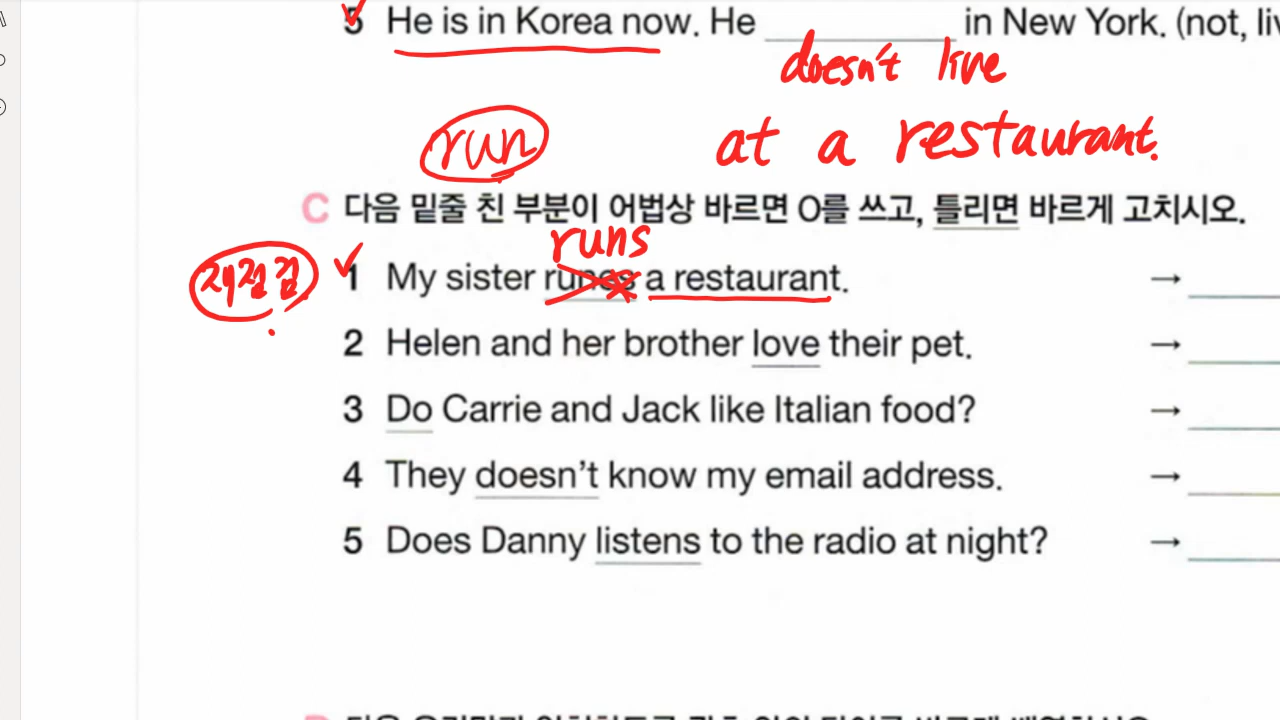 5 He is in Korea now. He ________ in New York. (not, liv
doesn't live
run
at a restaurant.
C 다음 밑줄 친 부분이 어법상 바르면 O를 쓰고, 틀리면 바르게 고치시오.
runs
재점검
1 My sister runes a restaurant. →
2 Helen and her brother love their pet. →
3 Do Carrie and Jack like Italian food? →
4 They doesn't know my email address. →
5 Does Danny listens to the radio at night? →